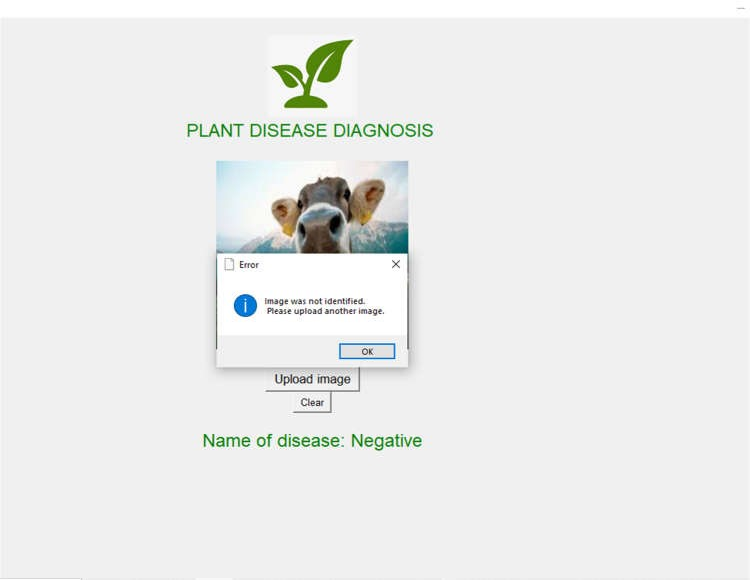 PLANT DISEASE DIAGNOSIS
Error
Image was not identified.
Please upload another image.
OK
Upload image
Clear
Name of disease: Negative